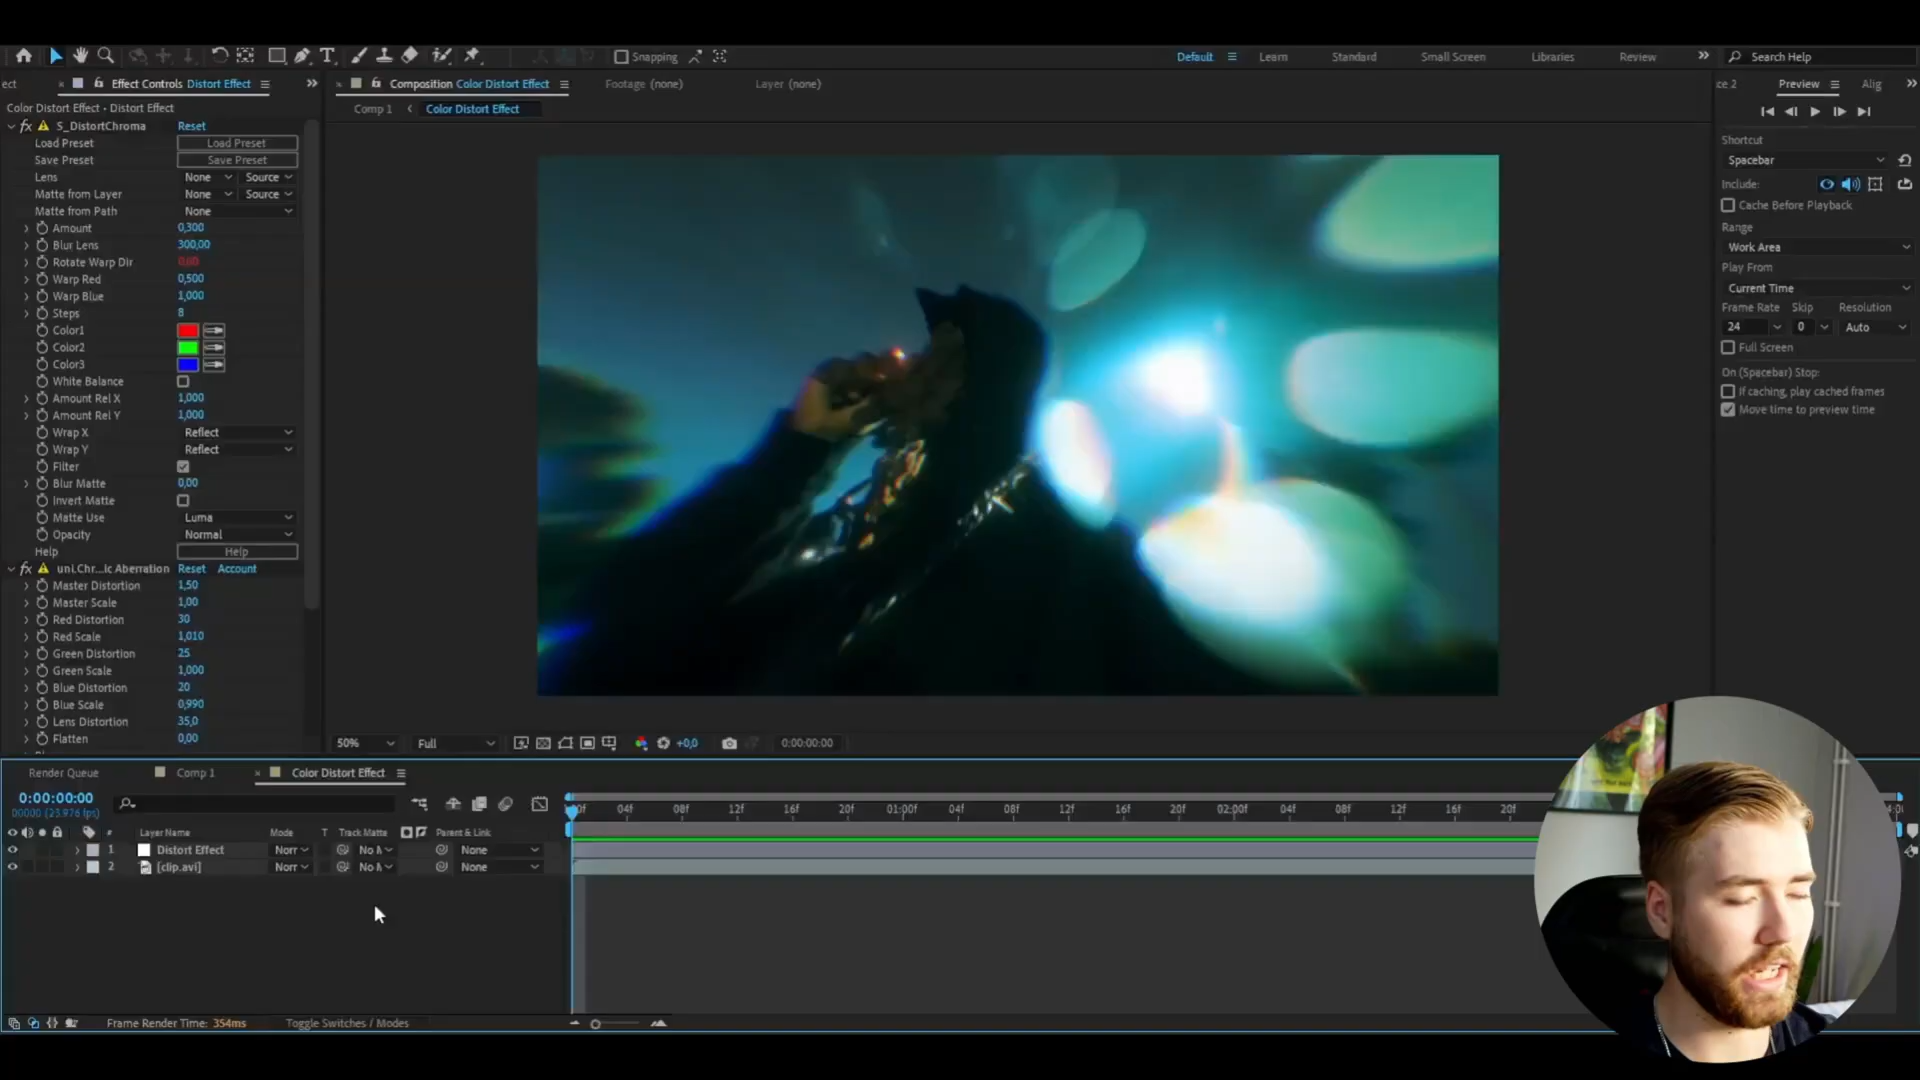 Snapping
Default
Learn
Standard
Small Screen
Libraries
Review
Search Help
ect
Effect Controls Distort Effect
Composition Color Distort Effect
Footage (none)
Layer (none)
ce 2
Preview
Alig
Color Distort Effect • Distort Effect
Comp 1
Color Distort Effect
fx S_DistortChroma Reset
Load Preset Load Preset
Save Preset Save Preset
Lens None Source
Matte from Layer None Source
Matte from Path None
Amount 0,300
Blur Lens 300,00
Rotate Warp Dir 0,00
Warp Red 0,500
Warp Blue 1,000
Steps 8
Color1
Color2
Color3
White Balance
Amount Rel X 1,000
Amount Rel Y 1,000
Wrap X Reflect
Wrap Y Reflect
Filter
Blur Matte 0,00
Invert Matte
Matte Use Luma
Opacity Normal
Help Help
fx uni.Chr...ic Aberration Reset Account
Master Distortion 1,50
Master Scale 1,00
Red Distortion 30
Red Scale 1,010
Green Distortion 25
Green Scale 1,000
Blue Distortion 20
Blue Scale 0,990
Lens Distortion 35,0
Flatten 0,00
Shortcut
Spacebar
Include:
Cache Before Playback
Range
Work Area
Play From
Current Time
Frame Rate Skip Resolution
24 0 Auto
Full Screen
On (Spacebar) Stop:
If caching, play cached frames
Move time to preview time
50% Full +0,0 0:00:00:00
Render Queue Comp 1 Color Distort Effect
0:00:00:00
00000 (23.976 fps)
04f 08f 12f 16f 20f 01:00f 04f 08f 12f 16f 20f 02:00f 04f 08f 12f 16f 20f
# Layer Name Mode T Track Matte Parent & Link
1 Distort Effect Norr No M None
2 [clip.avi] Norr No M None
Frame Render Time: 354ms
Toggle Switches / Modes